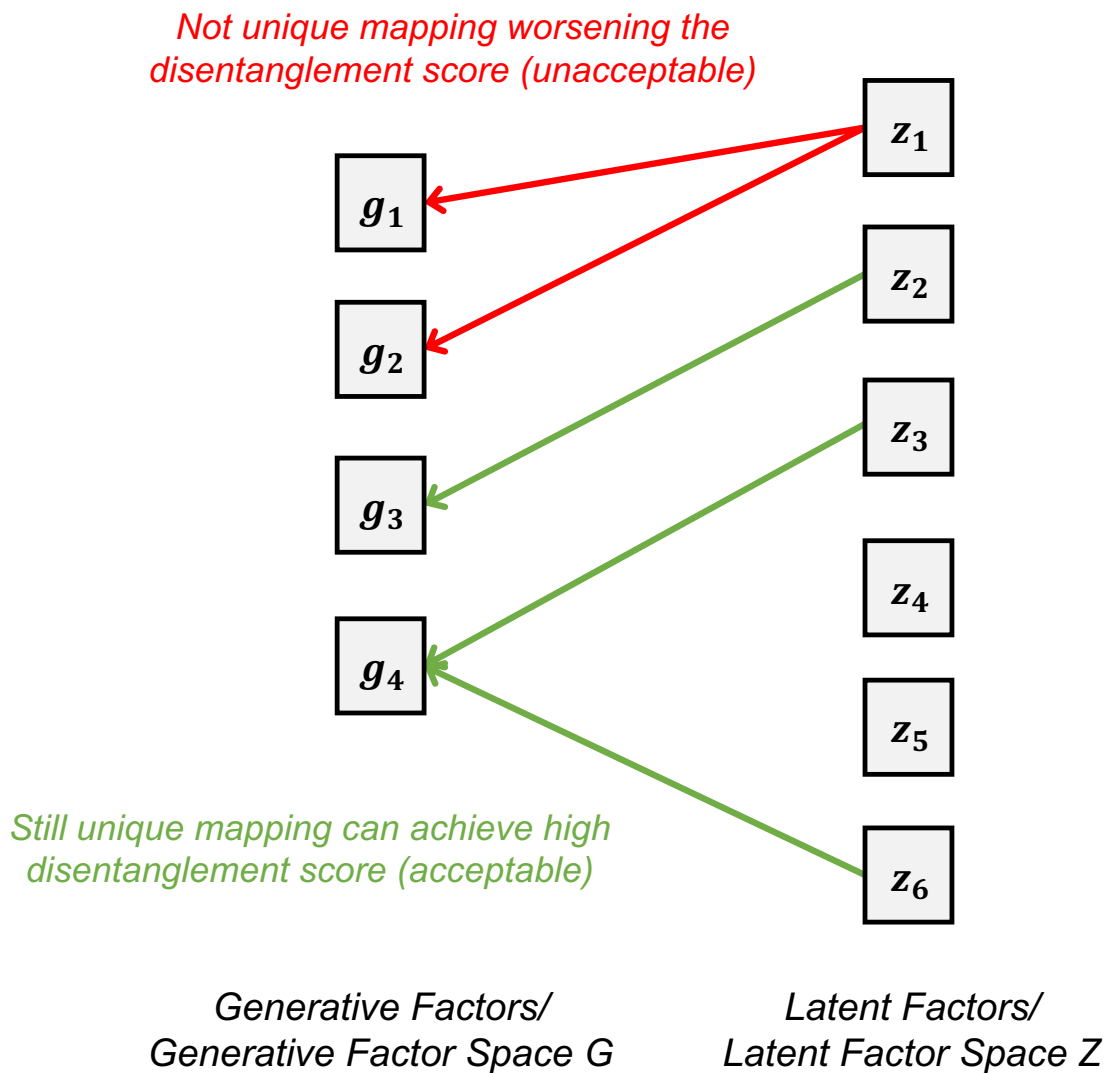 Not unique mapping worsening the
disentanglement score (unacceptable)
z₁
g₁
z₂
g₂
z₃
g₃
z₄
g₄
z₅
Still unique mapping can achieve high
disentanglement score (acceptable)
z₆
Generative Factors/
Generative Factor Space G
Latent Factors/
Latent Factor Space Z